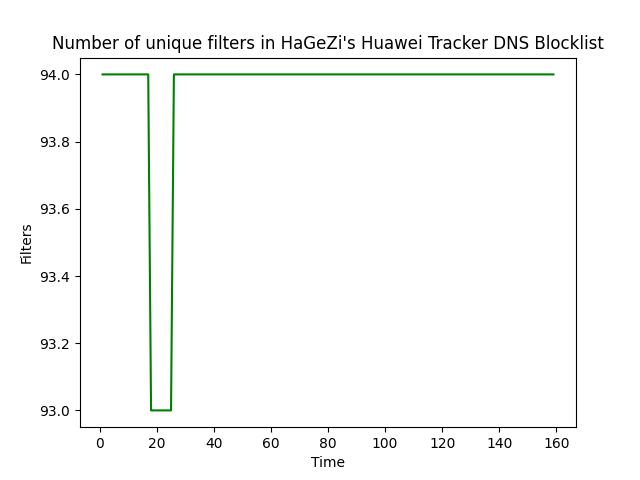 Number of unique filters in HaGeZi's Huawei Tracker DNS Blocklist
94.0
93.8
93.6
93.4
93.2
93.0
Filters
0 20 40 60 80 100 120 140 160
Time